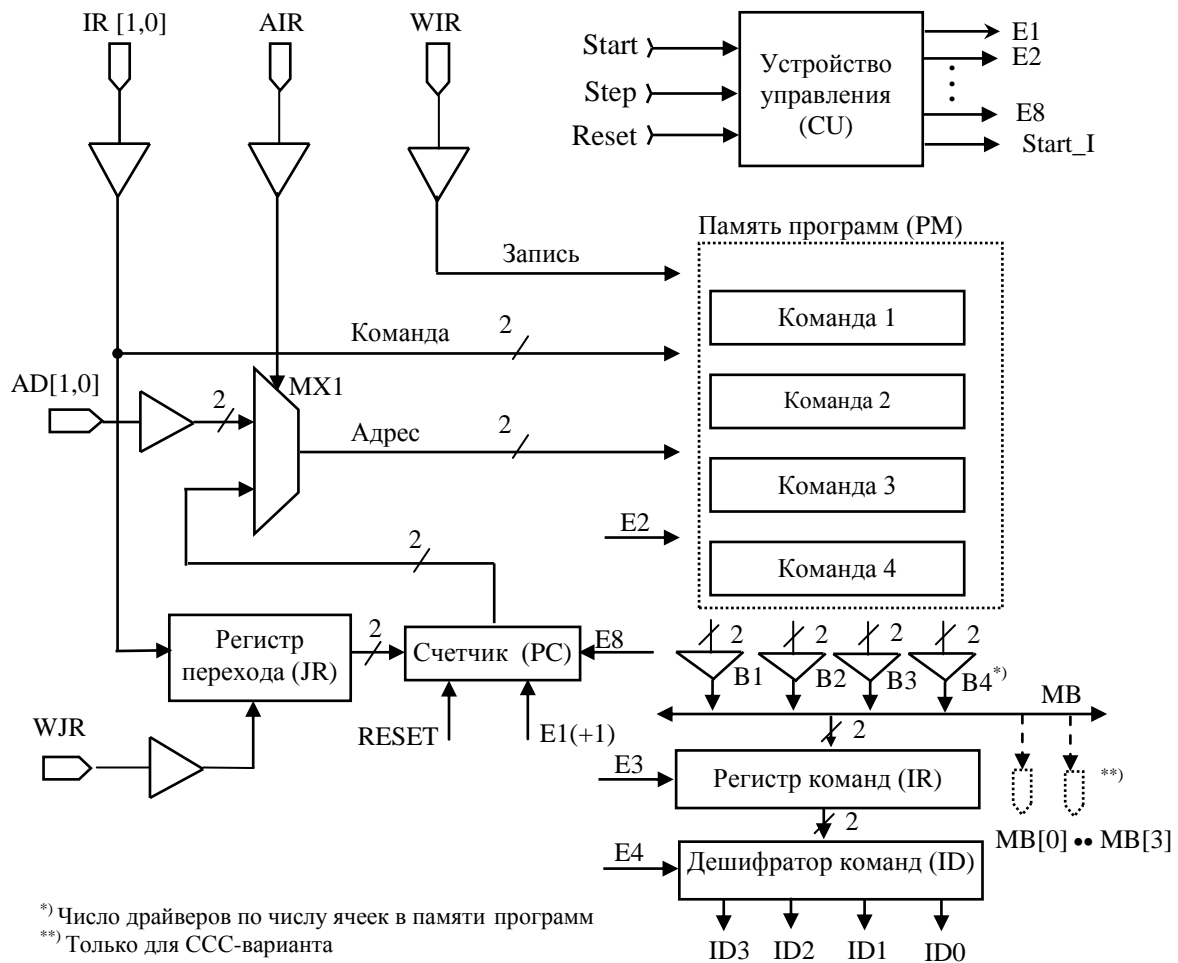 IR [1,0]
AIR
WIR
Start
Step
Reset
Устройство
управления
(CU)
E1
E2
E8
Start_I
Память программ (PM)
Запись
Команда 1
Команда
2
AD[1,0]
2
MX1
Команда 2
Адрес
2
Команда 3
E2
2
Команда 4
Регистр
перехода (JR)
2
Счетчик (PC)
E8
2
2
2
2
B1
B2
B3
B4*)
MB
WJR
RESET
E1(+1)
2
E3
Регистр команд (IR)
**)
2
MB[0] •• MB[3]
E4
Дешифратор команд (ID)
*) Число драйверов по числу ячеек в памяти программ
**) Только для ССС-варианта
ID3
ID2
ID1
ID0